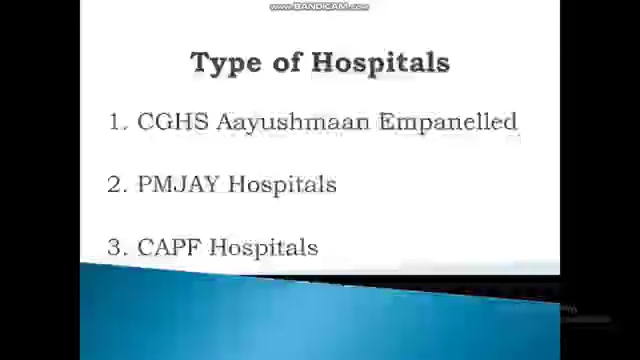 www.BANDICAM.com
Type of Hospitals
1. CGHS Aayushmaan Empanelled
2. PMJAY Hospitals
3. CAPF Hospitals